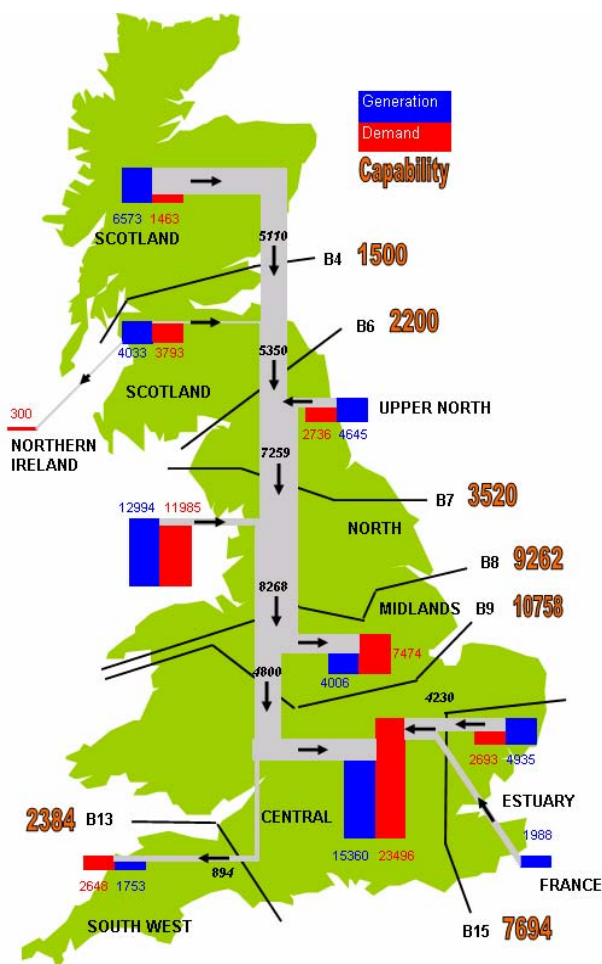 Generation
Demand
Capability
6573 1463
SCOTLAND
5110
B4 1500
B6 2200
4033 3793
5350
SCOTLAND
300
NORTHERN
IRELAND
UPPER NORTH
2736 4645
7259
B7 3520
12994 11985
NORTH
B8 9262
8268
MIDLANDS
B9 10758
7474
4006
4800
4230
2693 4935
ESTUARY
2384 B13
CENTRAL
1988
15360 23496
FRANCE
894
2648 1753
SOUTH WEST
B15 7694